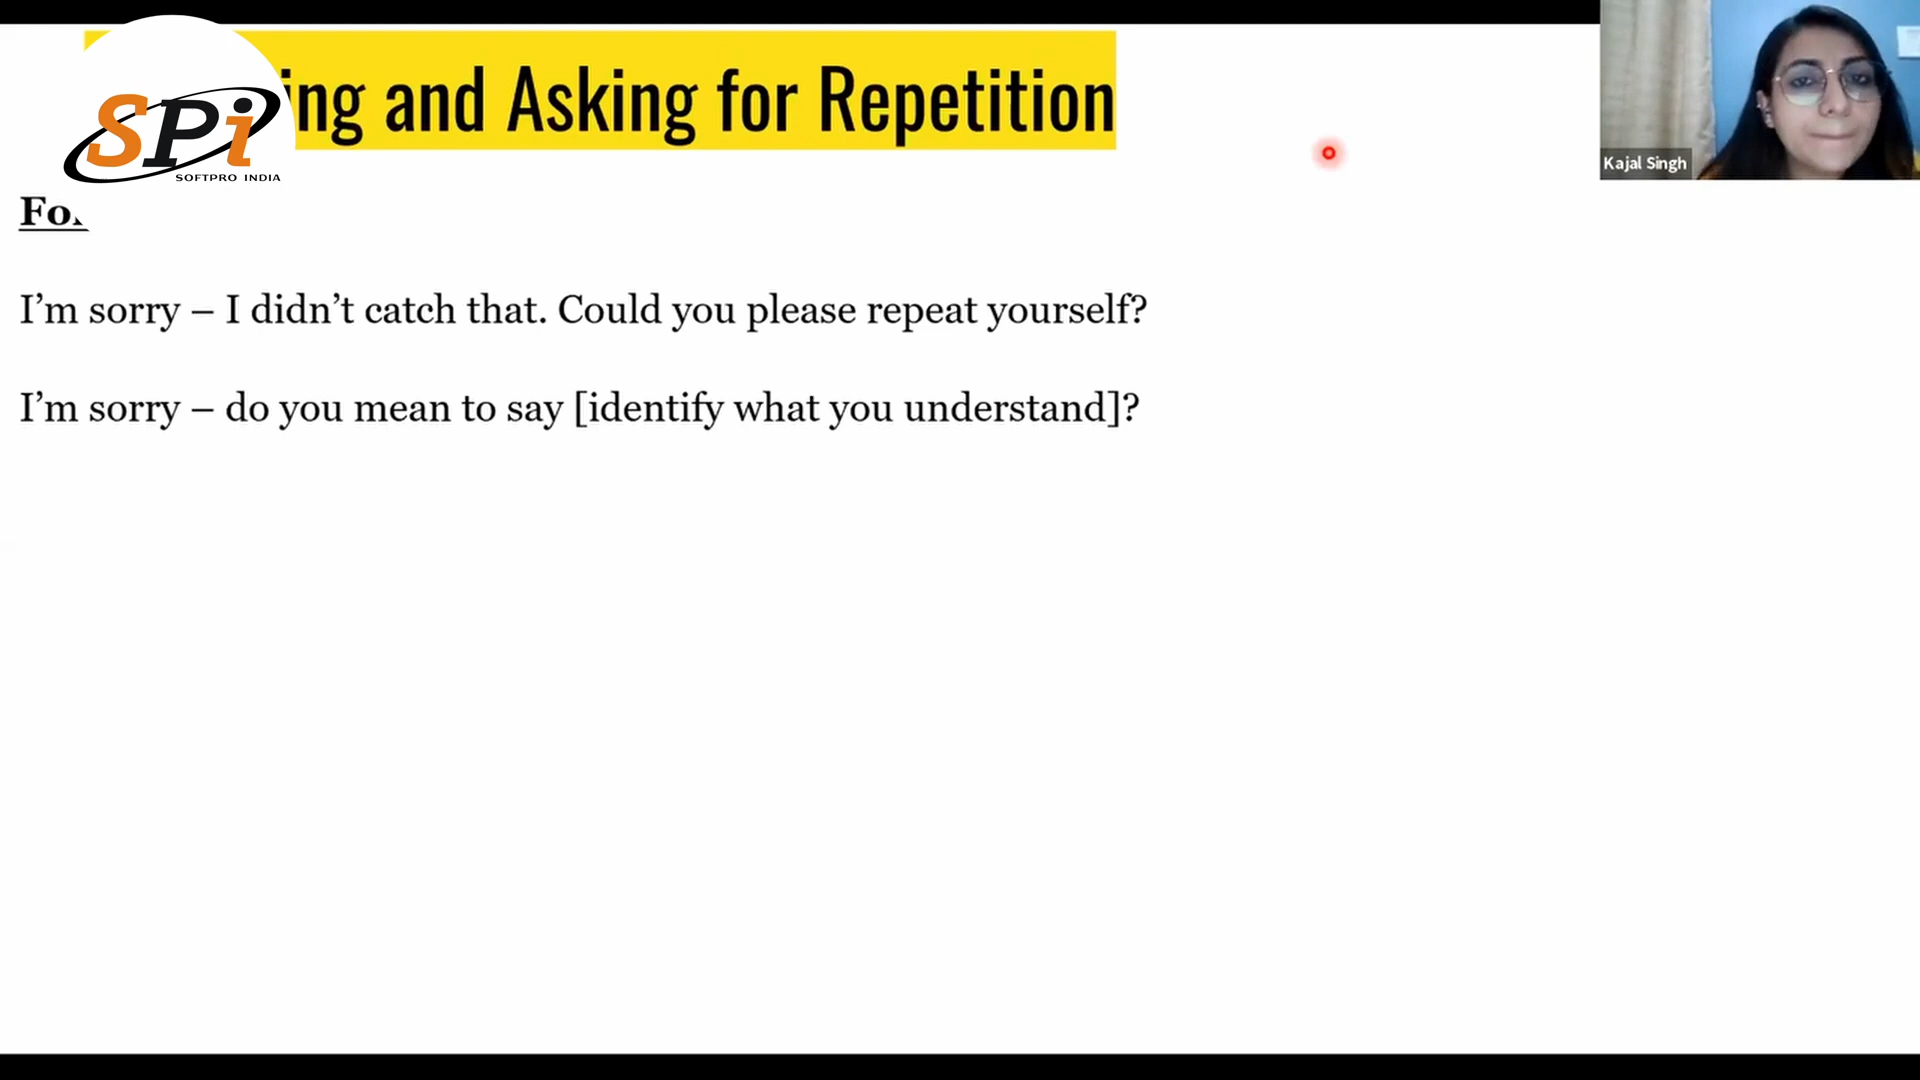 ing and Asking for Repetition
SPi
SOFTPRO INDIA
Kajal Singh
I’m sorry – I didn’t catch that. Could you please repeat yourself?
I’m sorry – do you mean to say [identify what you understand]?